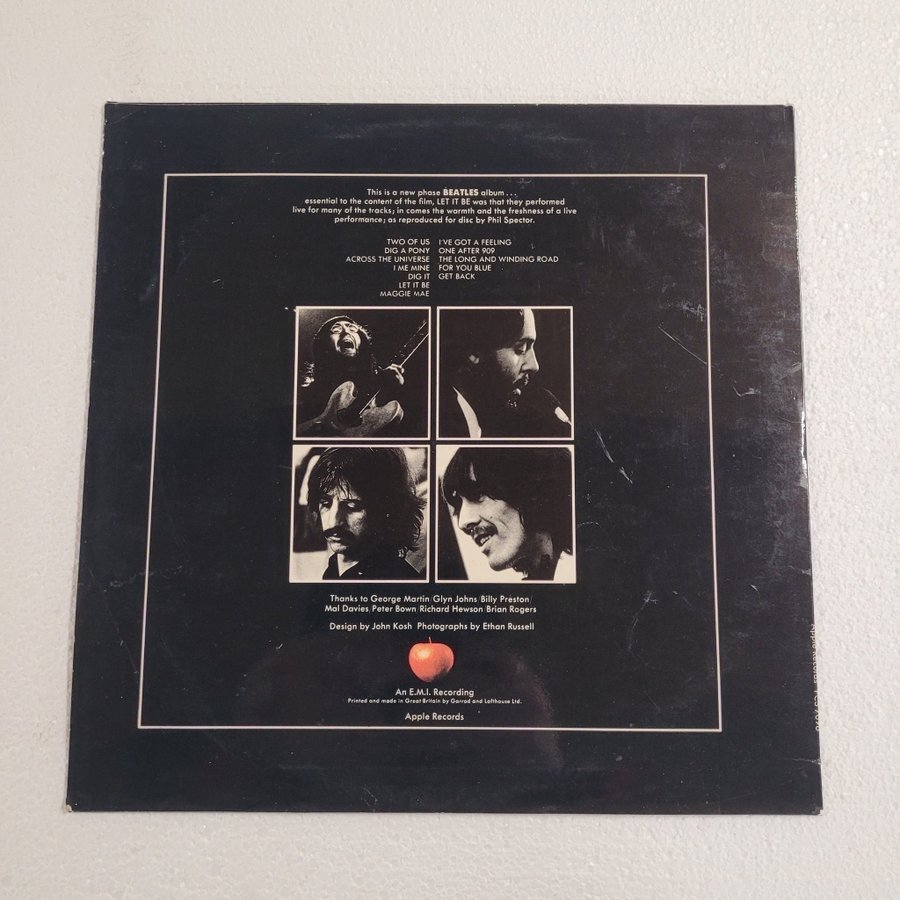 This is a new phase BEATLES album . . .
essential to the content of the film, LET IT BE was that they performed
live for many of the tracks; in comes the warmth and the freshness of a live
performance; as reproduced for disc by Phil Spector.
TWO OF US
DIG A PONY
ACROSS THE UNIVERSE
I ME MINE
DIG IT
LET IT BE
MAGGIE MAE
I'VE GOT A FEELING
ONE AFTER 909
THE LONG AND WINDING ROAD
FOR YOU BLUE
GET BACK
Thanks to George Martin/Glyn Johns/Billy Preston/
Mal Davies/Peter Bown/Richard Hewson/Brian Rogers
Design by John Kosh Photographs by Ethan Russell
An E.M.I. Recording
Printed and made in Great Britain by Garrod and Lofthouse Ltd.
Apple Records
Apple Records PCS 7096